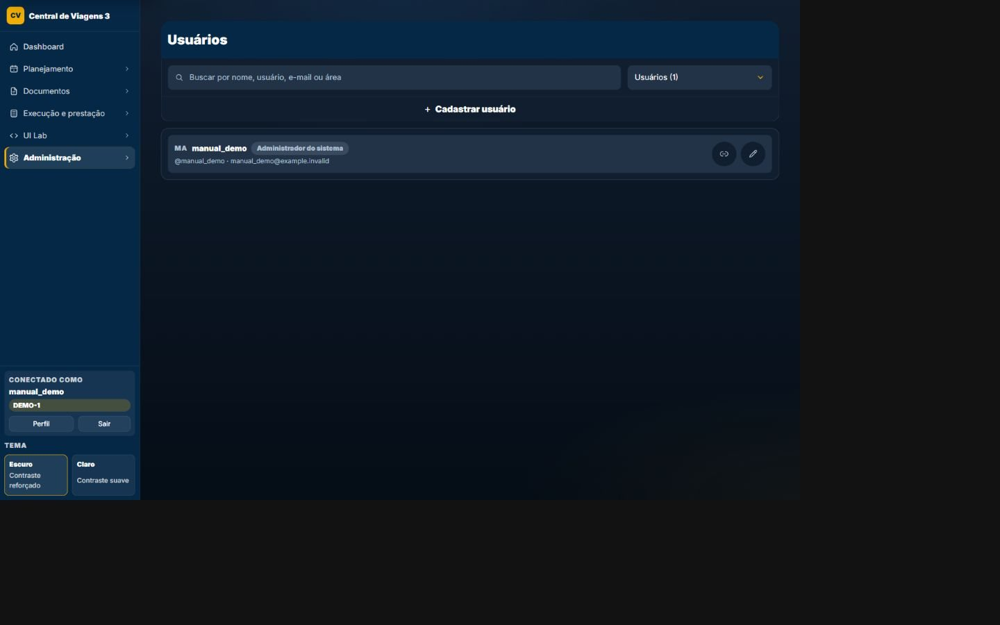 CV Central de Viagens 3
Dashboard
Planejamento
Documentos
Execução e prestação
UI Lab
Administração
CONECTADO COMO
manual_demo
DEMO-1
Perfil
Sair
TEMA
Escuro
Contraste
reforçado
Claro
Contraste suave
Usuários
Buscar por nome, usuário, e-mail ou área
Usuários (1)
+ Cadastrar usuário
MA manual_demo Administrador do sistema
@manual_demo · manual_demo@example.invalid